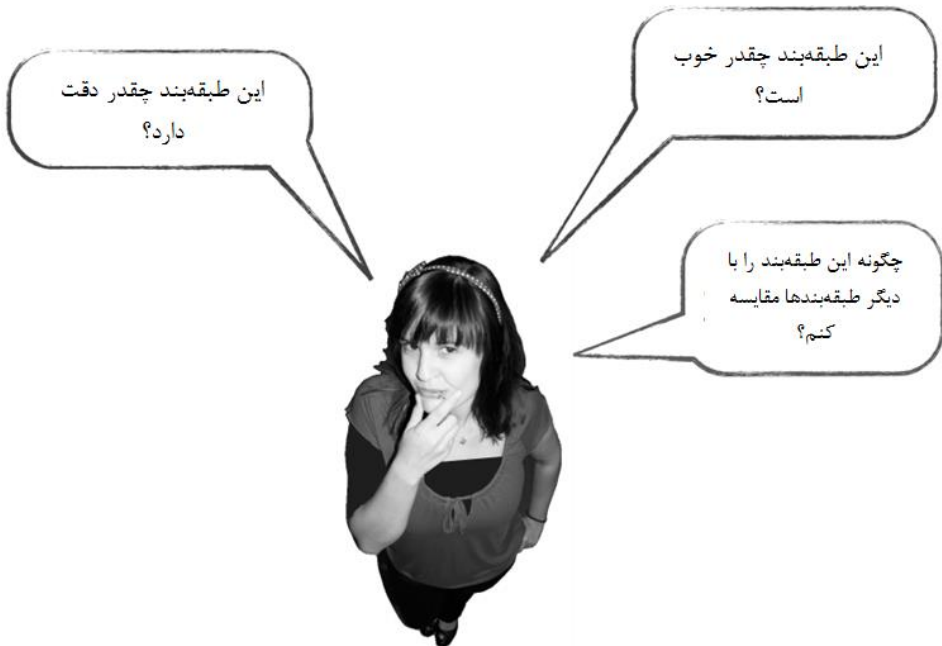 این طبقه‌بند چقدر خوب
است؟
این طبقه‌بند چقدر دقت
دارد؟
چگونه این طبقه‌بند را با
دیگر طبقه‌بندها مقایسه
کنم؟